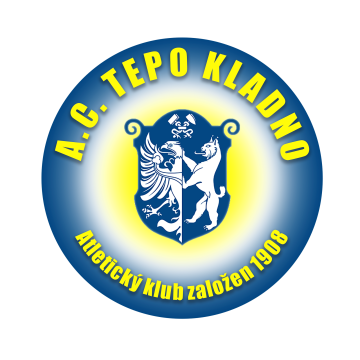 A.C. TEPO KLADNO
Atletický klub založen 1908